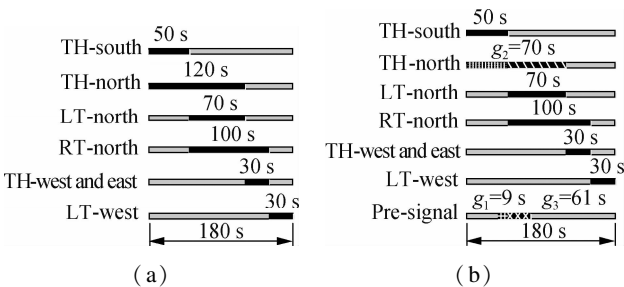 50 s
TH-south
120 s
TH-north
70 s
LT-north
100 s
RT-north
30 s
TH-west and east
30 s
LT-west
180 s
(a)
50 s
TH-south
g₂=70 s
TH-north
70 s
LT-north
100 s
RT-north
30 s
TH-west and east
30 s
LT-west
g₁=9 s g₃=61 s
Pre-signal
180 s
(b)